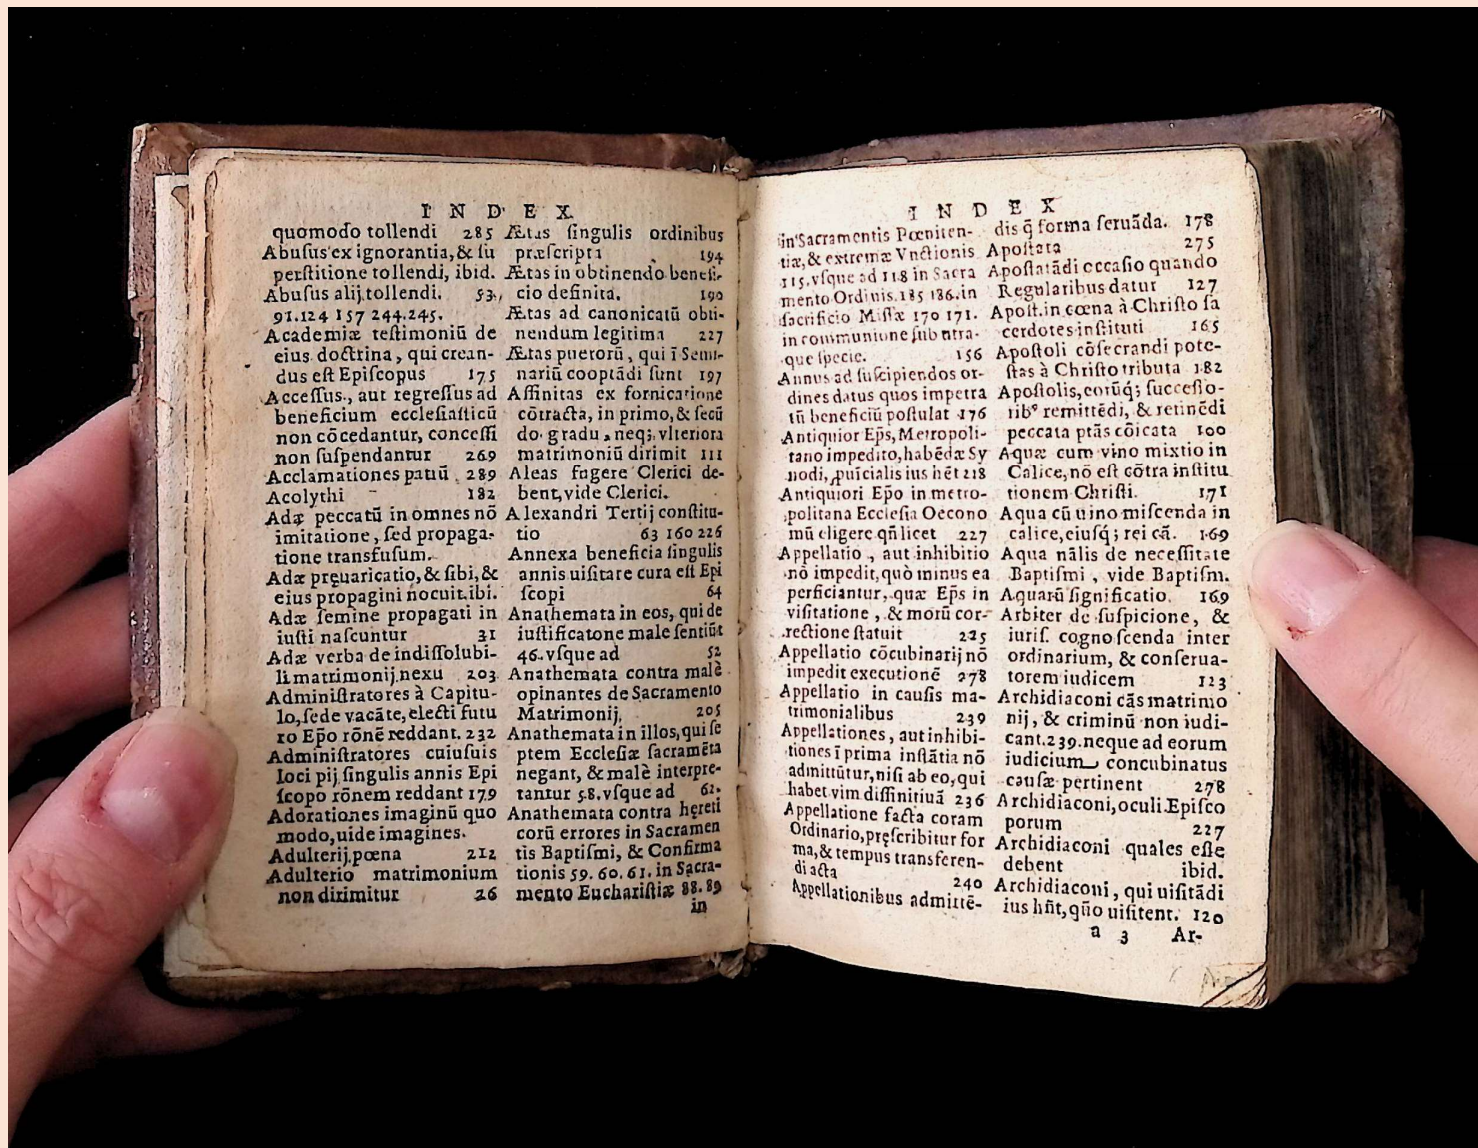 I N D E X
quomodo tollendi 285
Abuſus ex ignorantia, & ſu
perſtitione tollendi, ibid.
Abuſus alij tollendi. 53.
91.124 157 244.245.
Academiæ teſtimoniū de
eius doctrina, qui crean-
dus eſt Epiſcopus 175
Acceſſus, aut regreſſus ad
beneficium eccleſiaſticū
non cōcedantur, conceſſi
non ſuſpendantur 269
Acclamationes patrū 289
Acolythi 182
Adæ peccatū in omnes nō
imitatione, ſed propaga-
tione transfuſum.
Adæ pręuaricatio, & ſibi, &
eius propagini nocuit. ibi.
Adæ ſemine propagati in
iuſti naſcuntur 31
Adæ verba de indiſſolubi-
li matrimonij nexu 203
Adminiſtratores à Capitu-
lo, ſede vacāte, electi futu
ro Ep̄o rōnē reddant. 232
Adminiſtratores cuiuſuis
loci pij ſingulis annis Epi
ſcopo rōnem reddant 179
Adorationes imaginū quo
modo, uide imagines.
Adulterij pœna 212
Adulterio matrimonium
non dirimitur 26
Ætas ſingulis ordinibus
præſcripta 194
Ætas in obtinendo benefi-
cio definita. 190
Ætas ad canonicatū obti-
nendum legitima 227
Ætas puerorū, qui ī Semi-
nariū cooptādi ſunt 197
Affinitas ex fornicatione
cōtracta, in primo, & ſecū
do gradu, neq; vlteriora
matrimoniū dirimit 111
Aleas fugere Clerici de-
bent, vide Clerici.
Alexandri Tertij conſtitu-
tio 63 160 226
Annexa beneficia ſingulis
annis uiſitare cura eſt Epi
ſcopi 64
Anathemata in eos, qui de
iuſtificatone male ſentiūt
46. vſque ad 52
Anathemata contra malè
opinantes de Sacramento
Matrimonij, 205
Anathemata in illos, qui ſe
ptem Eccleſiæ ſacramēta
negant, & malè interpre-
tantur 58. vſque ad 62.
Anathemata contra hęreti
corū errores in Sacramen
tis Baptiſmi, & Confirma
tionis 59. 60. 61. in Sacra-
mento Euchariſtiæ 88. 89
in
I N D E X
in Sacramentis Pœniten-
tiæ, & extremæ Vnctionis
115. vſque ad 118 in Sacra
mento Ordinis. 185 186. in
ſacrificio Miſſæ 170 171.
in communione ſub utra-
que ſpecie. 156
Annus ad ſuſcipiendos or-
dines datus quos impetra
tū beneficiū poſtulat 176
Antiquior Ep̄s, Metropoli-
tano impedito, habēdæ Sy
nodi, ꝓuīcialis ius hēt 218
Antiquiori Ep̄o in metro-
politana Eccleſia Oecono
mū eligere qn̄ licet 227
Appellatio, aut inhibitio
nō impedit, quò minus ea
perficiantur, quæ Ep̄s in
viſitatione, & morū cor-
rectione ſtatuit 225
Appellatio cōcubinarij nō
impedit executionē 278
Appellatio in cauſis ma-
trimonialibus 239
Appellationes, aut inhibi-
tiones ī prima inſtātia nō
admittūtur, niſi ab eo, qui
habet vim diffinitiuā 236
Appellatione facta coram
Ordinario, pręſcribitur for
ma, & tempus transferen-
di acta 240
Appellationibus admittē-
dis q̄ forma ſeruāda. 178
Apoſtata 275
Apoſtatādi occaſio quando
Regularibus datur 127
Apoſt. in cœna à Chriſto ſa
cerdotes inſtituti 165
Apoſtoli cōſecrandi pote-
ſtas à Chriſto tributa 182
Apoſtolis, eorūq; ſucceſſo-
rib⁹ remittēdi, & retinēdi
peccata ptās cōicata 100
Aquæ cum vino mixtio in
Calice, nō eſt cōtra inſtitu
tionem Chriſti. 171
Aqua cū uino miſcenda in
calice, eiuſq; rei cā. 169
Aqua nālis de neceſſitate
Baptiſmi, vide Baptiſm.
Aquarū ſignificatio. 169
Arbiter de ſuſpicione, &
iuriſ. cognoſcenda inter
ordinarium, & conſerua-
torem iudicem 123
Archidiaconi cās matrimo
nij, & criminū non iudi-
cant. 239. neque ad eorum
iudicium concubinatus
cauſæ pertinent 278
Archidiaconi, oculi Epiſco
porum 227
Archidiaconi quales eſſe
debent ibid.
Archidiaconi, qui uiſitādi
ius hn̄t, quo uiſitent. 120
a 3 Ar-